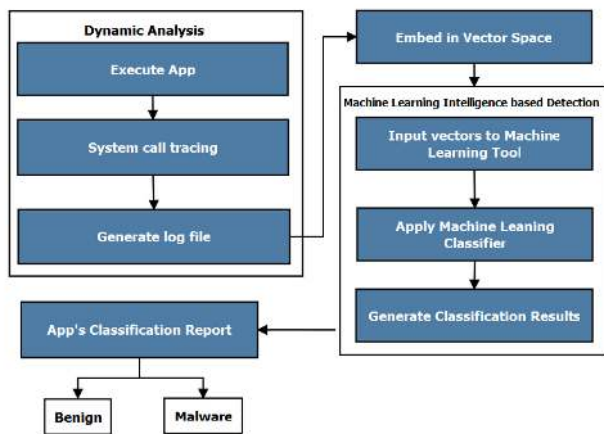 Dynamic Analysis
Execute App
System call tracing
Generate log file
Embed in Vector Space
Machine Learning Intelligence based Detection
Input vectors to Machine
Learning Tool
Apply Machine Leaning
Classifier
Generate Classification Results
App's Classification Report
Benign
Malware